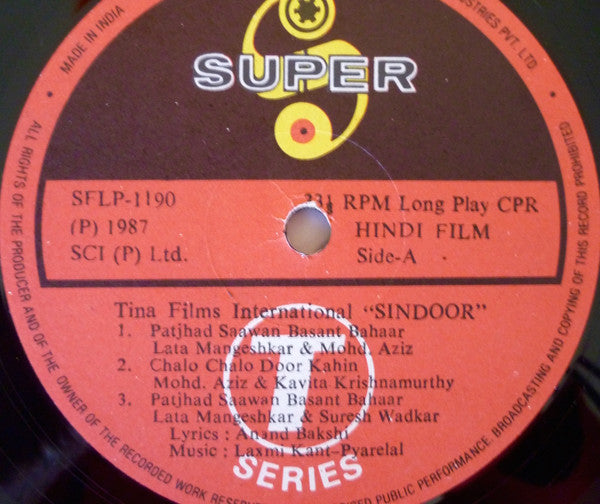 MADE IN INDIA
USTRIES PVT. LTD.
SUPER
SFLP-1190
33⅓ RPM Long Play CPR
(P) 1987
HINDI FILM
SCI (P) Ltd.
Side-A
Tina Films International "SINDOOR"
1. Patjhad Saawan Basant Bahaar
Lata Mangeshkar & Mohd. Aziz
2. Chalo Chalo Door Kahin
Mohd. Aziz & Kavita Krishnamurthy
3. Patjhad Saawan Basant Bahaar
Lata Mangeshkar & Suresh Wadkar
Lyrics : Anand Bakshi
Music : Laxmi Kant-Pyarelal
T
SERIES
ALL RIGHTS OF THE PRODUCER AND OF THE OWNER OF THE RECORDED WORK RESERVED PUBLIC PERFORMANCE, BROADCASTING AND COPYING OF THIS RECORD PROHIBITED